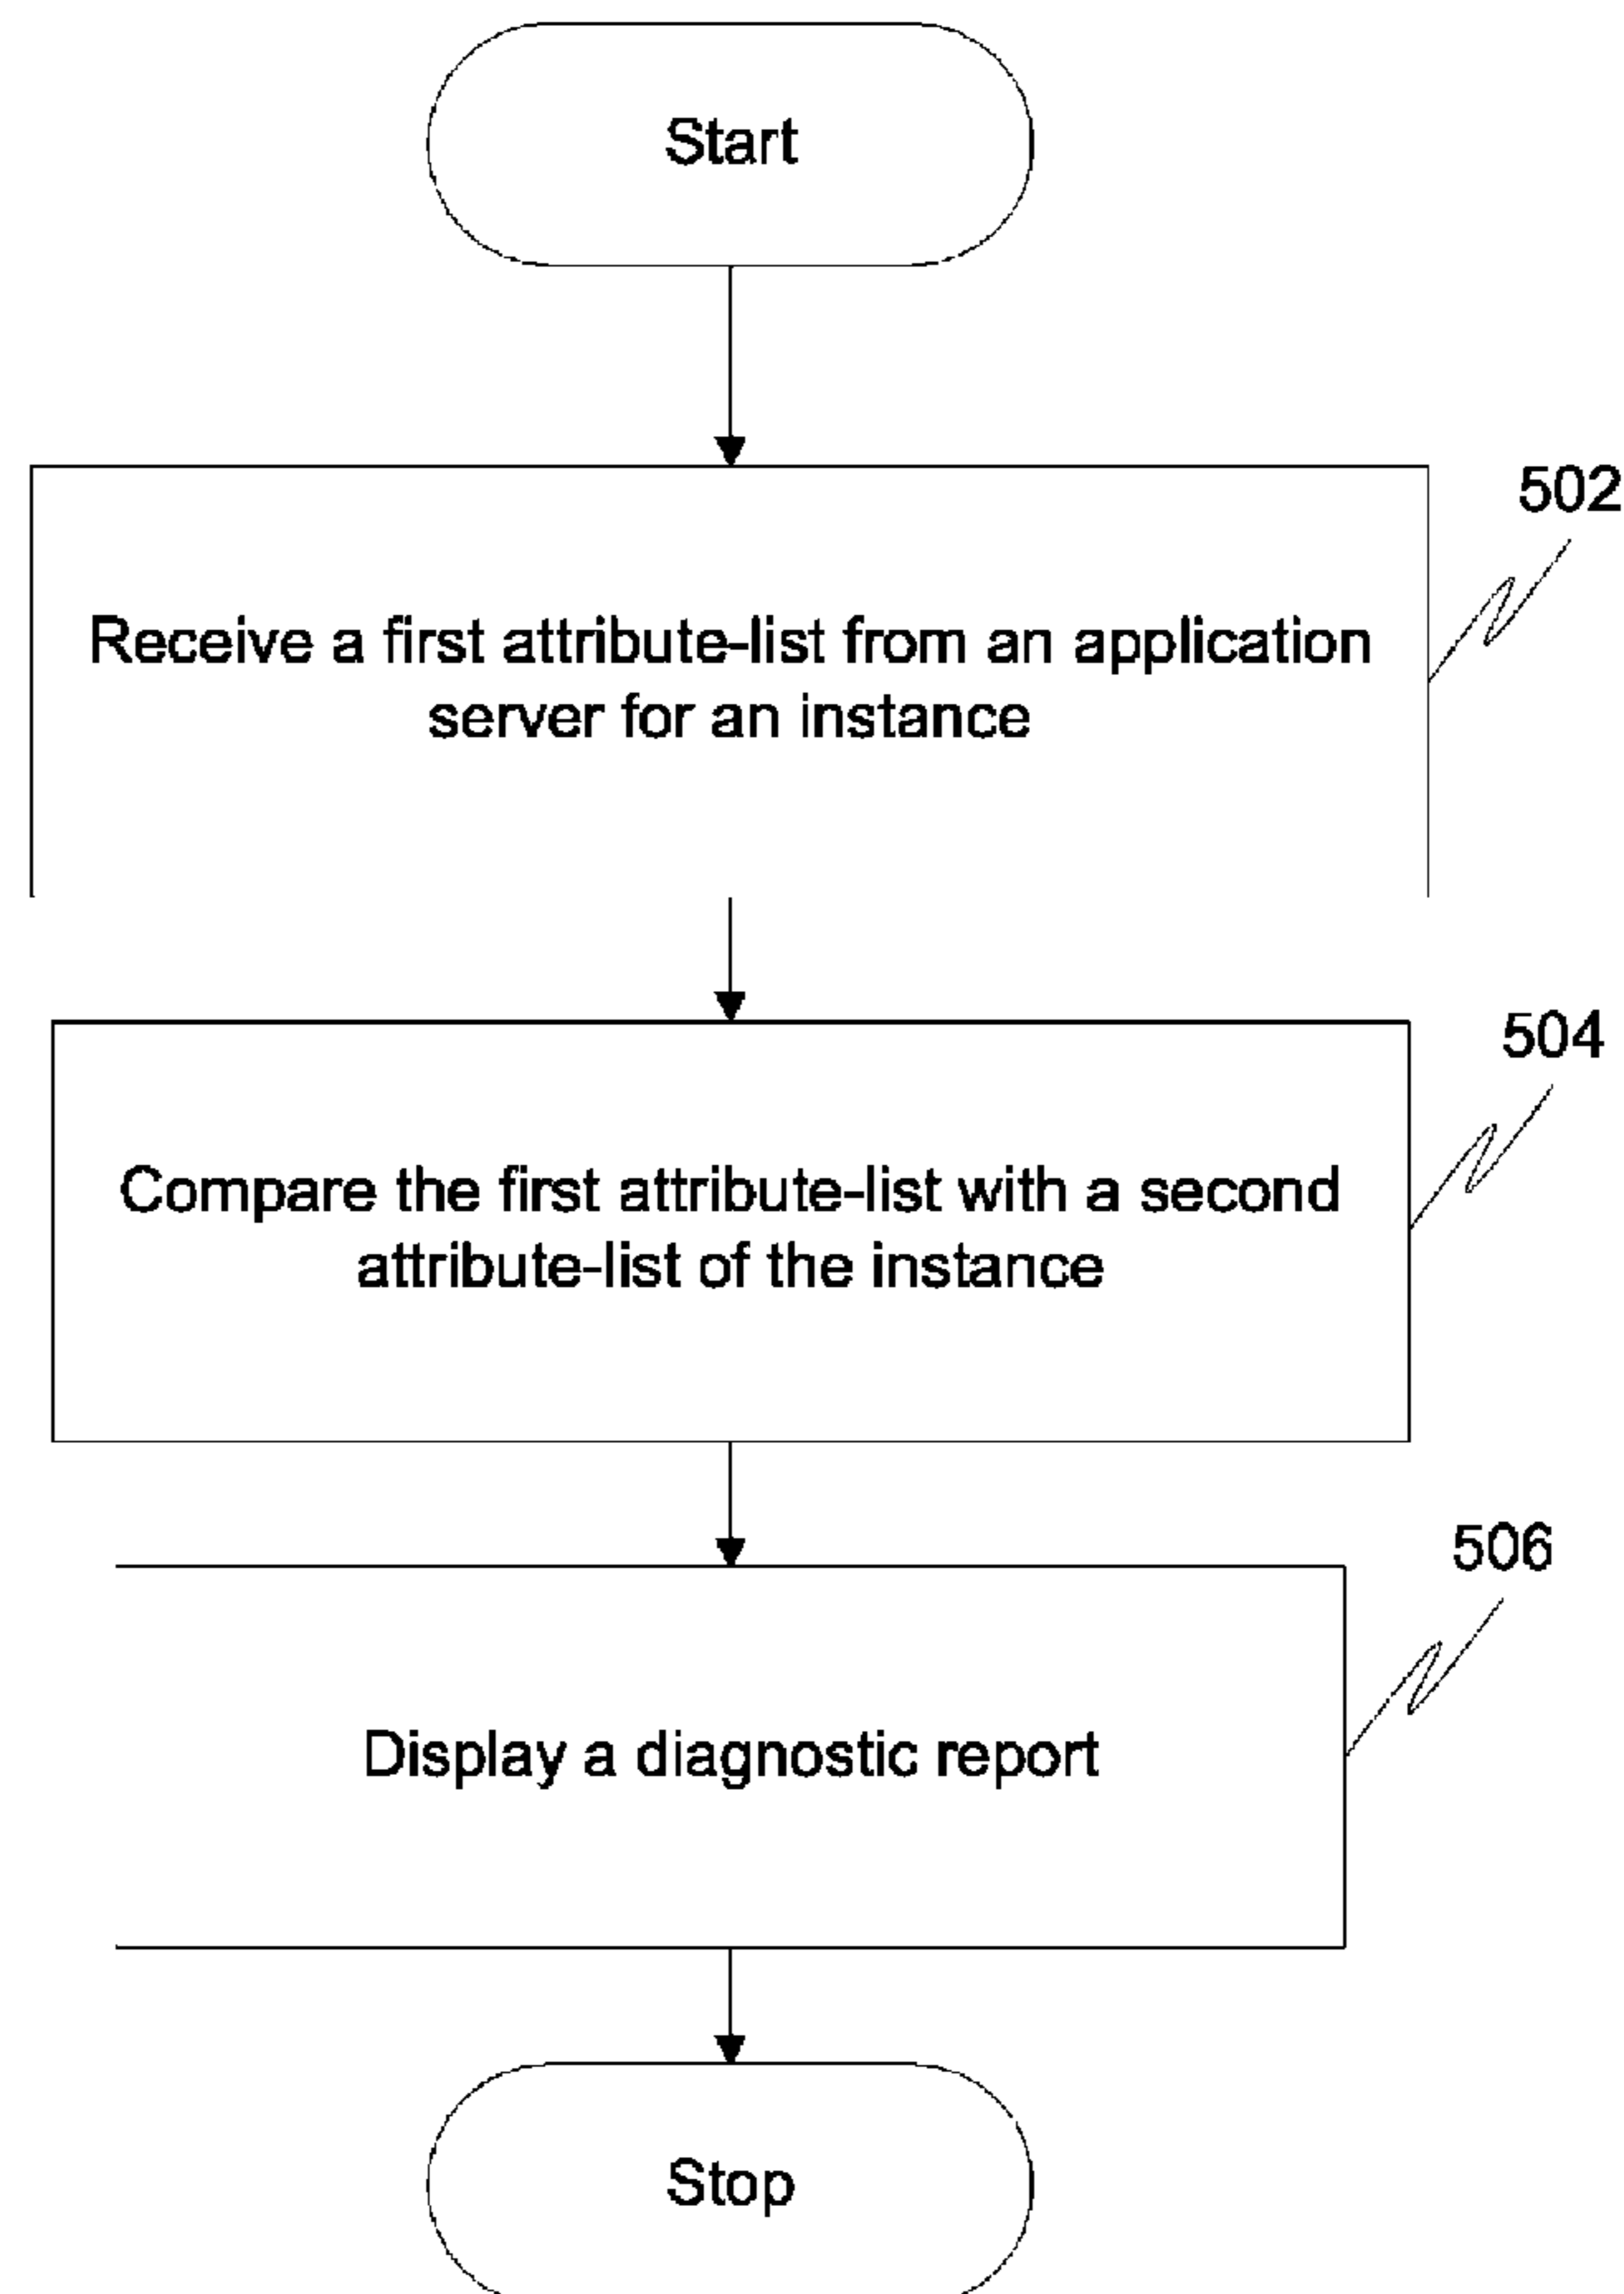 Start
502
Receive a first attribute-list from an application
server for an instance
504
Compare the first attribute-list with a second
attribute-list of the instance
506
Display a diagnostic report
Stop